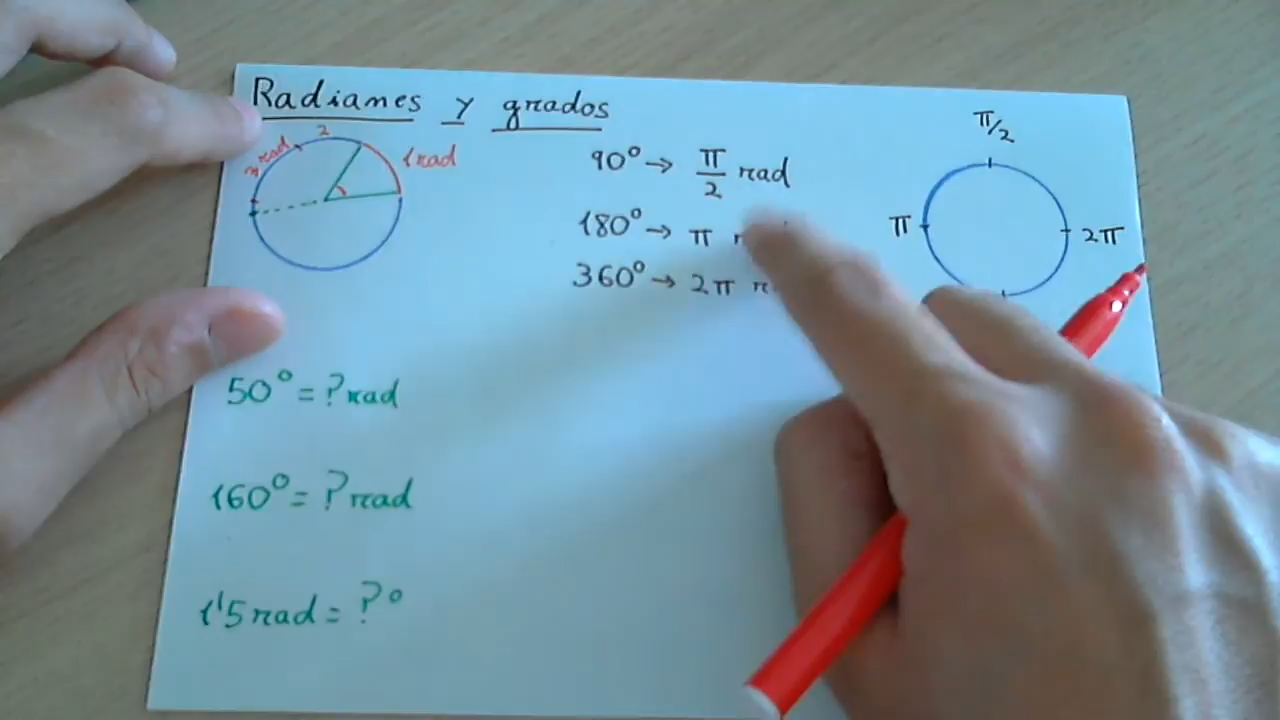 Radianes y grados
3 rad
2
1 rad
90° → π/2 rad
180° → π
360° → 2π
π/2
π
2π
50° = ? rad
160° = ? rad
1'5 rad = ?°